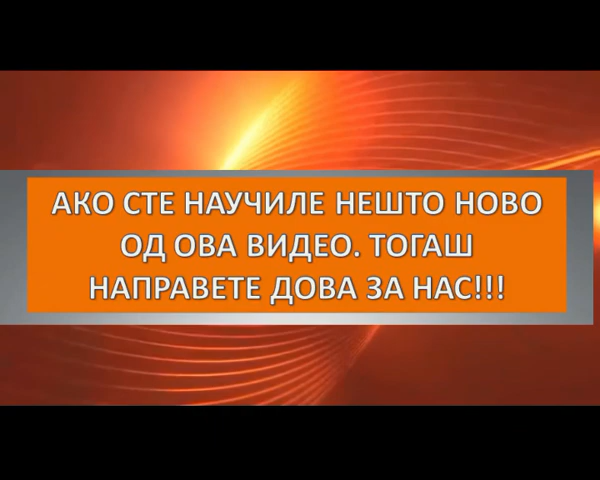 АКО СТЕ НАУЧИЛЕ НЕШТО НОВО
ОД ОВА ВИДЕО. ТОГАШ
НАПРАВЕТЕ ДОВА ЗА НАС!!!